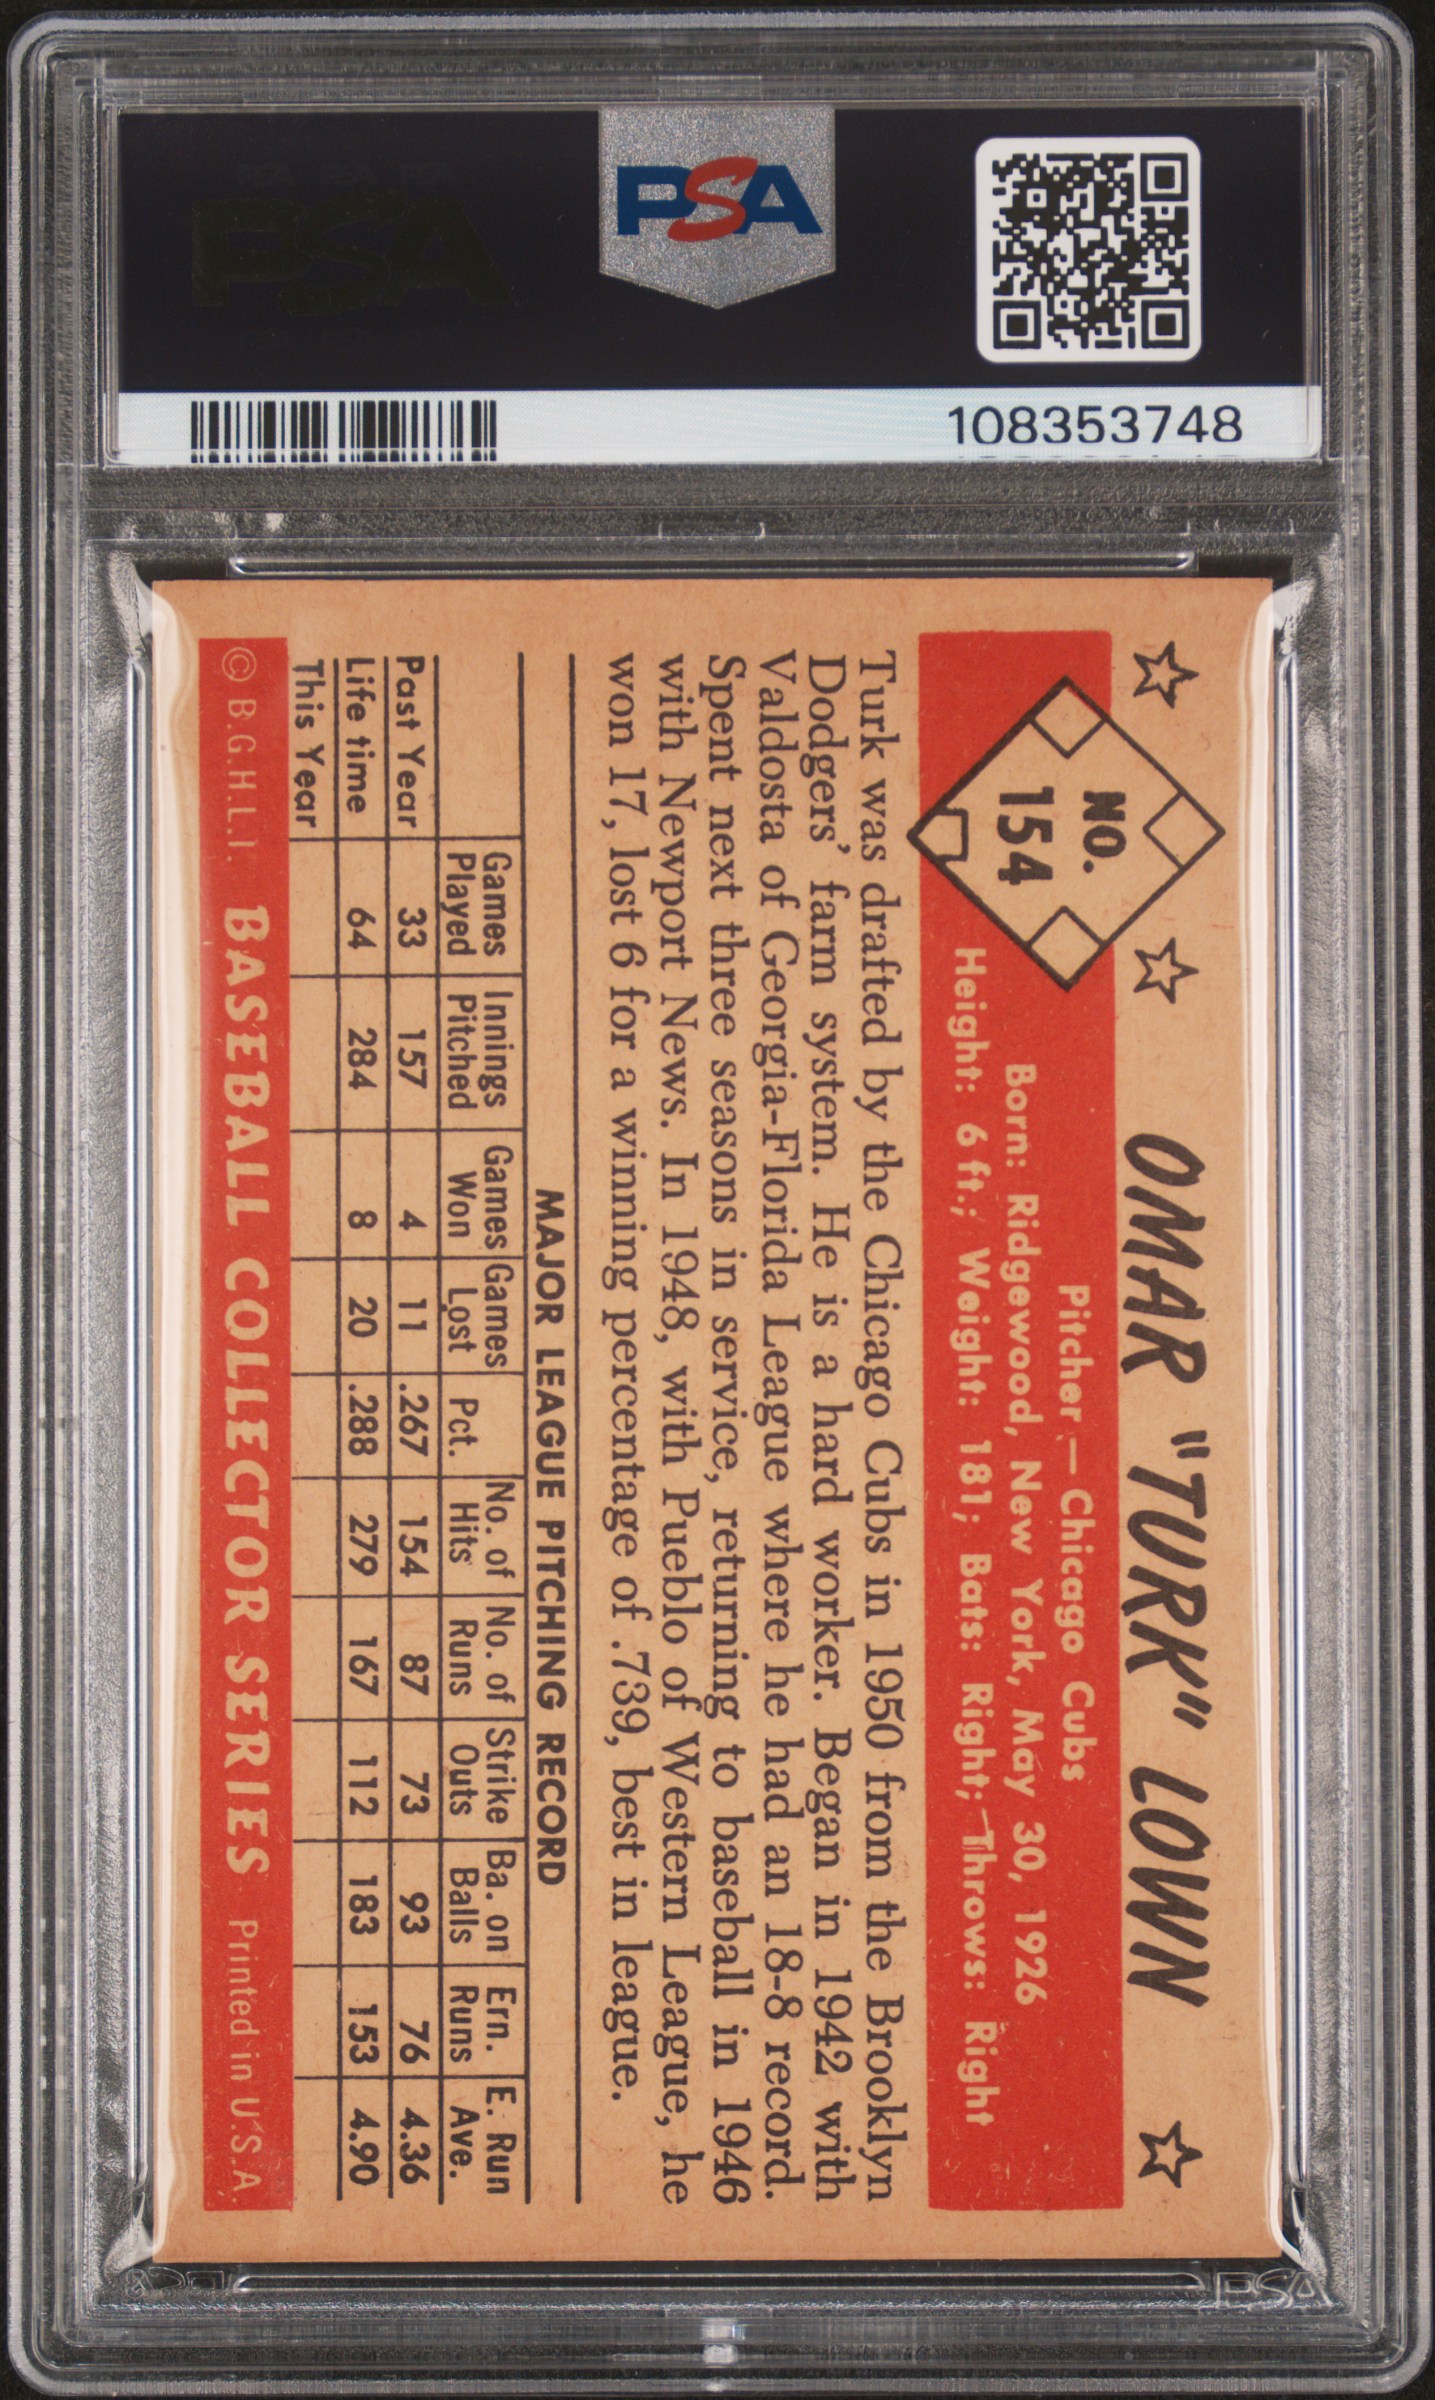 PSA
108353748
NO.
154
OMAR "TURK" LOWN
Pitcher—Chicago Cubs
Born: Ridgewood, New York, May 30, 1926
Height: 6 ft.; Weight: 181; Bats: Right; Throws: Right
Turk was drafted by the Chicago Cubs in 1950 from the Brooklyn
Dodgers' farm system. He is a hard worker. Began in 1942 with
Valdosta of Georgia-Florida League where he had an 18-8 record.
Spent next three seasons in service, returning to baseball in 1946
with Newport News. In 1948, with Pueblo of Western League, he
won 17, lost 6 for a winning percentage of .739, best in league.
MAJOR LEAGUE PITCHING RECORD
Games Innings Games Games No. of No. of Strike Ba. on Ern. E. Run
Played Pitched Won Lost Pct. Hits Runs Outs Balls Runs Ave.
Past Year 33 157 4 11 .267 154 87 73 93 76 4.36
Life time 64 284 8 20 .288 279 167 112 183 153 4.90
This Year
© B.G.H.L.I. BASEBALL COLLECTOR SERIES Printed in U.S.A.
PSA